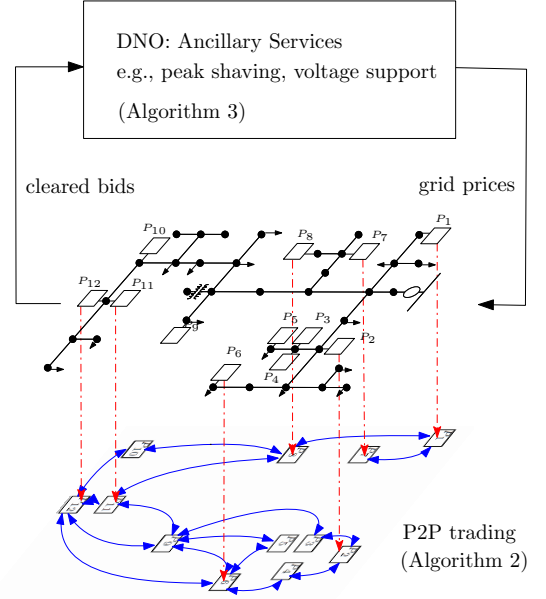 DNO: Ancillary Services
e.g., peak shaving, voltage support
(Algorithm 3)
cleared bids
grid prices
P1
P10
P8
P7
P12
P11
P5
P3
P9
P2
P6
P4
P2P trading
(Algorithm 2)